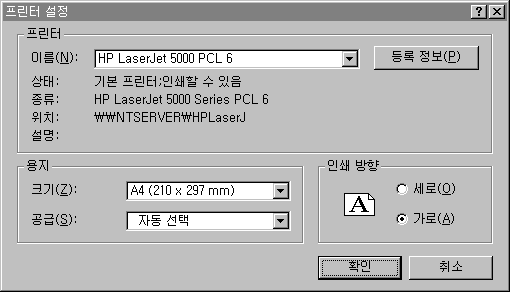 프린터 설정
프린터
이름(N): HP LaserJet 5000 PCL 6 등록 정보(P)
상태: 기본 프린터;인쇄할 수 있음
종류: HP LaserJet 5000 Series PCL 6
위치: ₩₩NTSERVER₩HPLaserJ
설명:
용지
크기(Z): A4 (210 x 297 mm)
공급(S): 자동 선택
인쇄 방향
A
세로(O)
가로(A)
확인 취소